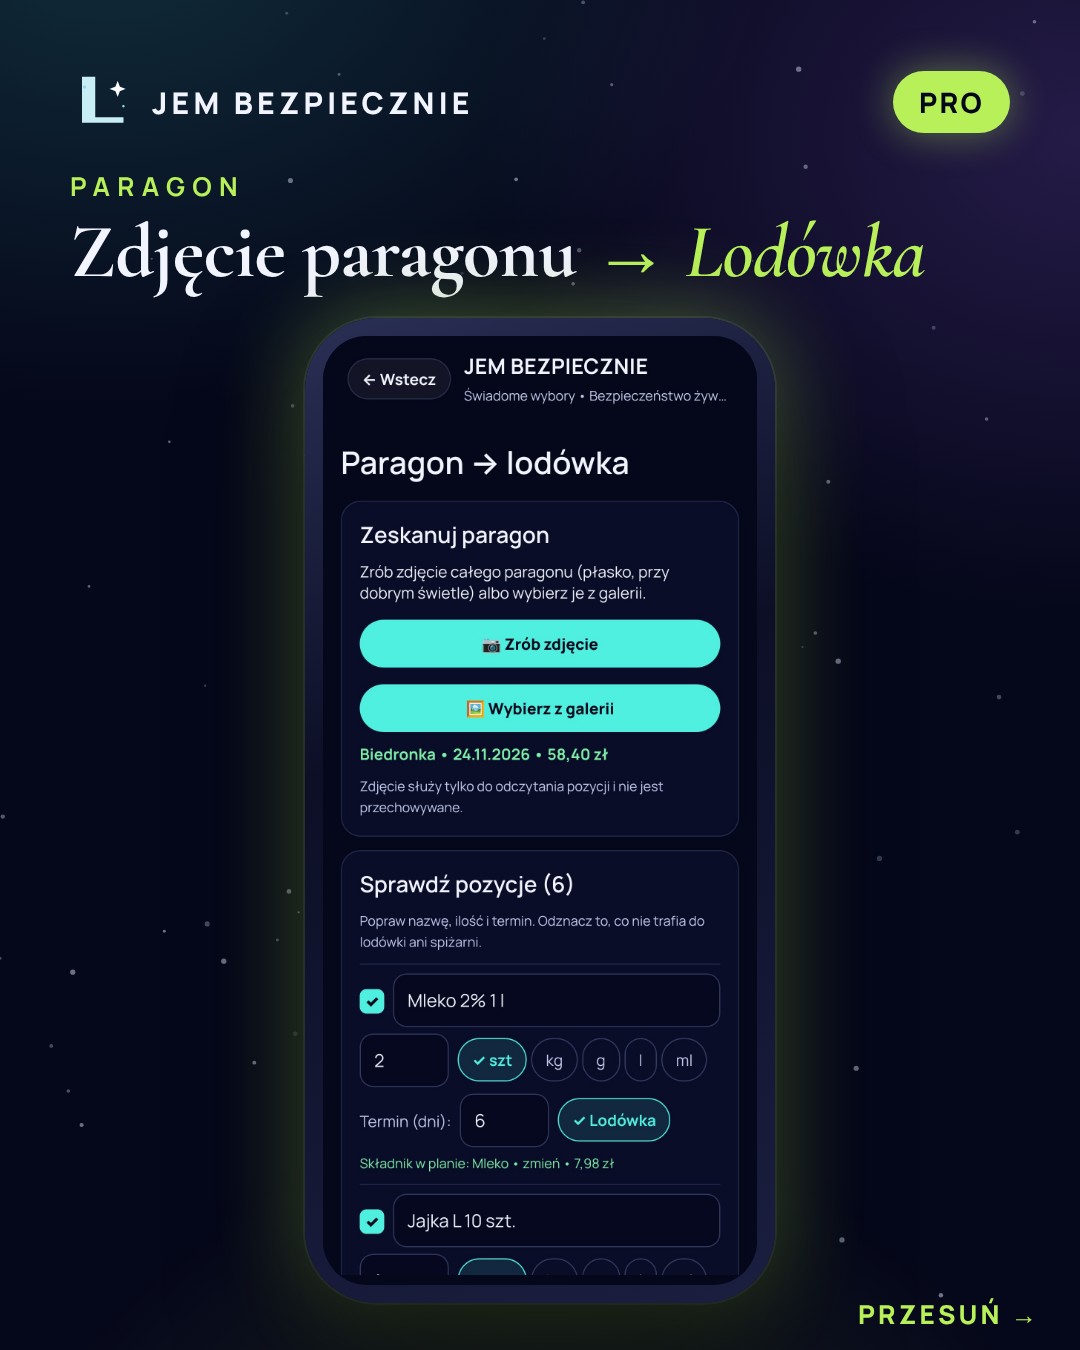 JEM BEZPIECZNIE
PRO
PARAGON
Zdjęcie paragonu → Lodówka
← Wstecz
JEM BEZPIECZNIE
Świadome wybory • Bezpieczeństwo żyw...
Paragon → lodówka
Zeskanuj paragon
Zrób zdjęcie całego paragonu (płasko, przy
dobrym świetle) albo wybierz je z galerii.
📷 Zrób zdjęcie
🖼️ Wybierz z galerii
Biedronka • 24.11.2026 • 58,40 zł
Zdjęcie służy tylko do odczytania pozycji i nie jest
przechowywane.
Sprawdź pozycje (6)
Popraw nazwę, ilość i termin. Odznacz to, co nie trafia do
lodówki ani spiżarni.
Mleko 2% 1 l
2 ✓ szt kg g l ml
Termin (dni): 6 ✓ Lodówka
Składnik w planie: Mleko • zmień • 7,98 zł
Jajka L 10 szt.
PRZESUŃ →